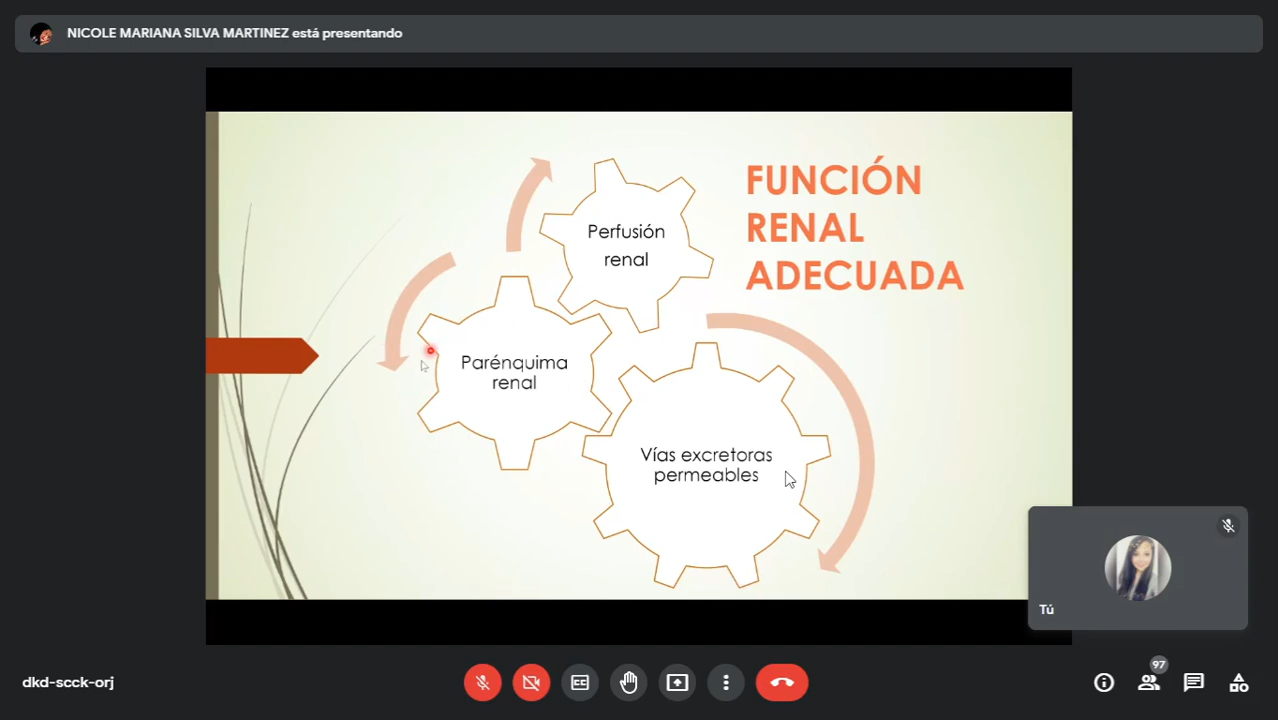 NICOLE MARIANA SILVA MARTINEZ está presentando
FUNCIÓN
RENAL
ADECUADA
Perfusión
renal
Parénquima
renal
Vías excretoras
permeables
Tú
dkd-scck-orj
CC
97